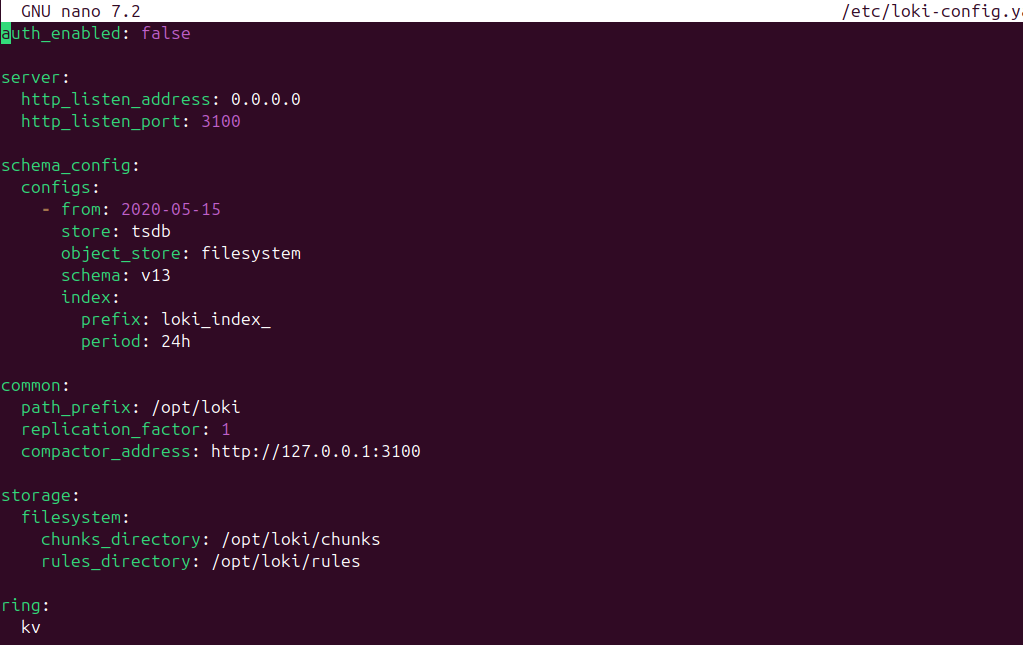 GNU nano 7.2 /etc/loki-config.ya
auth_enabled: false
server:
http_listen_address: 0.0.0.0
http_listen_port: 3100
schema_config:
configs:
- from: 2020-05-15
store: tsdb
object_store: filesystem
schema: v13
index:
prefix: loki_index_
period: 24h
common:
path_prefix: /opt/loki
replication_factor: 1
compactor_address: http://127.0.0.1:3100
storage:
filesystem:
chunks_directory: /opt/loki/chunks
rules_directory: /opt/loki/rules
ring:
kv